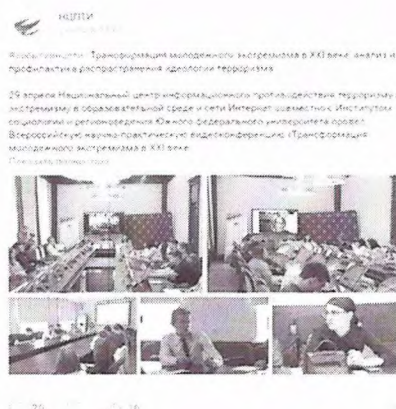 НЦПТИ
#событиянцпти Трансформация молодежного экстремизма в XXI веке: анализ и
профилактика распространения идеологии терроризма
29 апреля Национальный центр информационного противодействия терроризму
экстремизму в образовательной среде и сети Интернет совместно с Институтом
социологии и регионоведения Южного федерального университета провел
Всероссийскую научно-практическую видеоконференцию «Трансформация
молодежного экстремизма в XXI веке
Показать полностью